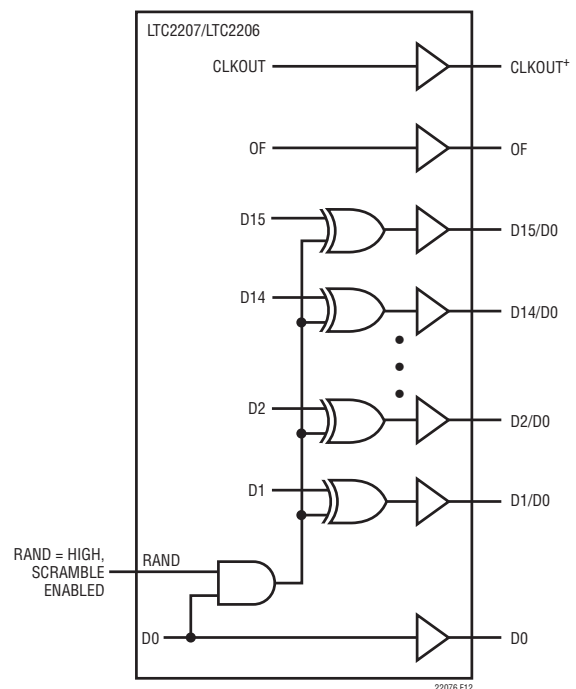 LTC2207/LTC2206
CLKOUT
CLKOUT+
OF
OF
D15
D15/D0
D14
D14/D0
D2
D2/D0
D1
D1/D0
RAND = HIGH,
SCRAMBLE
ENABLED
RAND
D0
D0
22076 F12